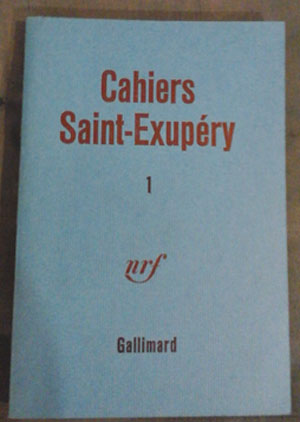 Cahiers
Saint-Exupéry
1
nrf
Gallimard